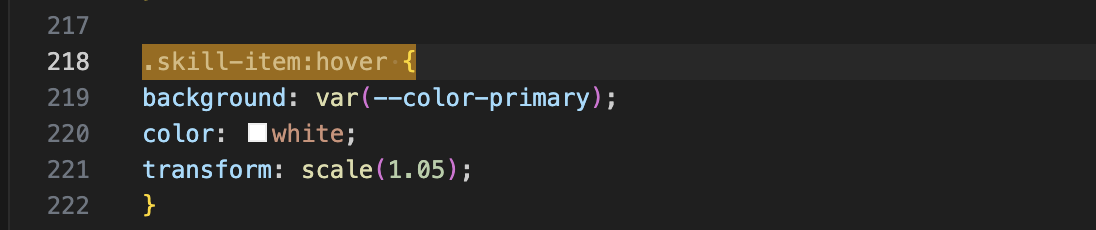 217
218 .skill-item:hover {
219 background: var(--color-primary);
220 color: white;
221 transform: scale(1.05);
222 }